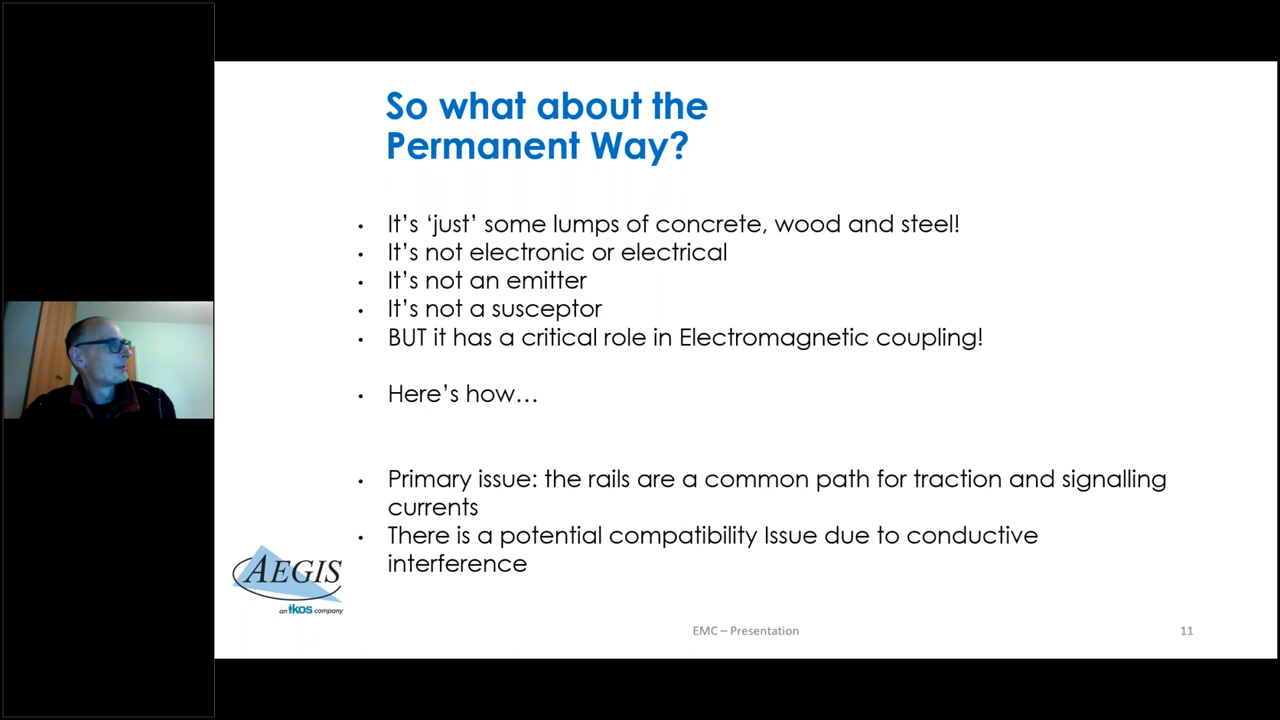 So what about the
Permanent Way?
It's 'just' some lumps of concrete, wood and steel!
It's not electronic or electrical
It's not an emitter
It's not a susceptor
BUT it has a critical role in Electromagnetic coupling!
Here's how…
Primary issue: the rails are a common path for traction and signalling
currents
There is a potential compatibility Issue due to conductive
interference
AEGIS
an ikos company
EMC – Presentation
11